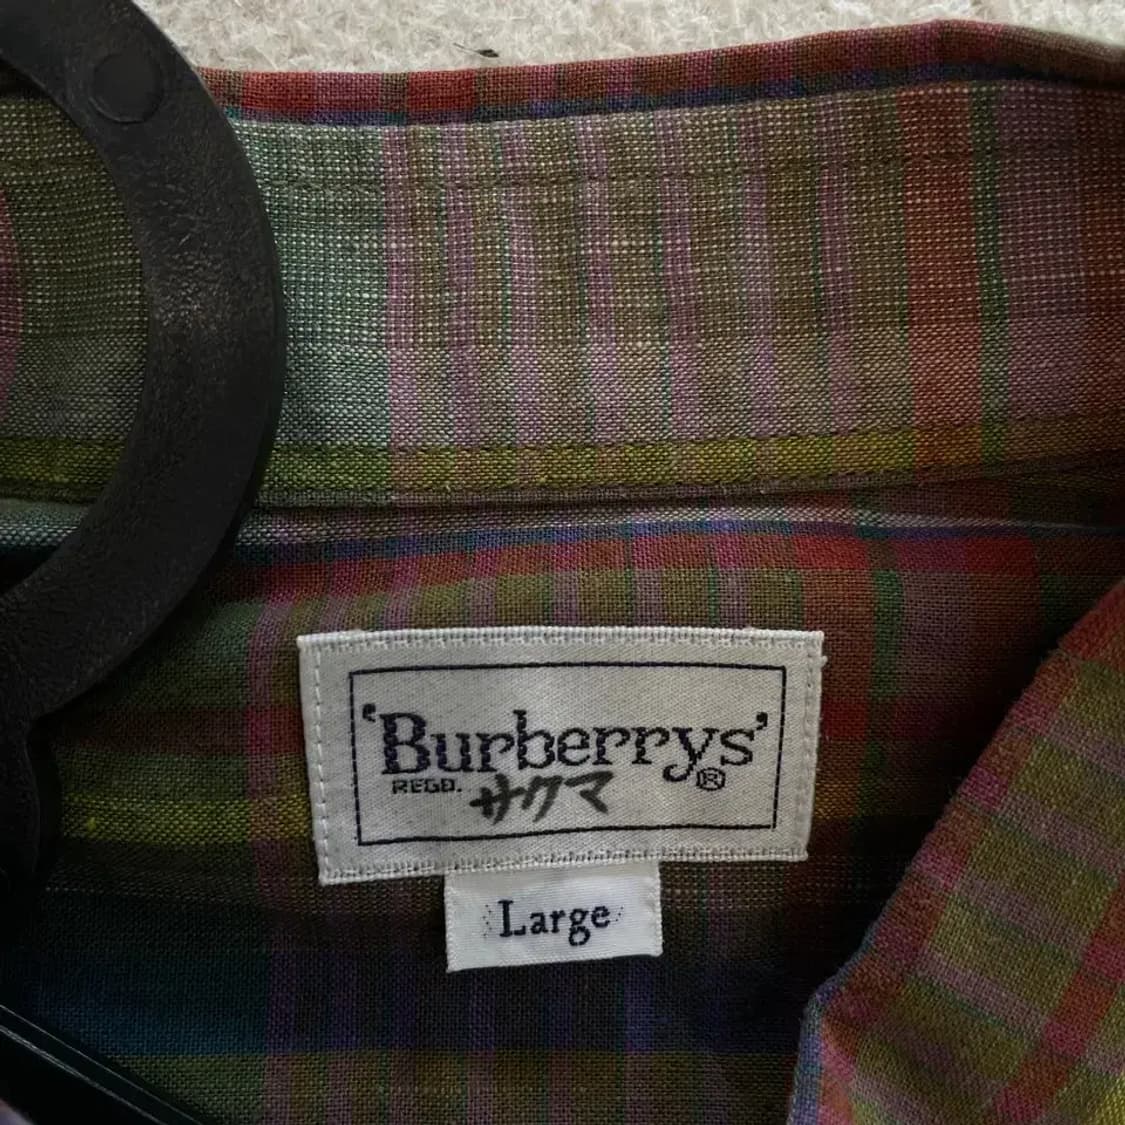 'Burberrys'
REGD. サクマ ®
Large